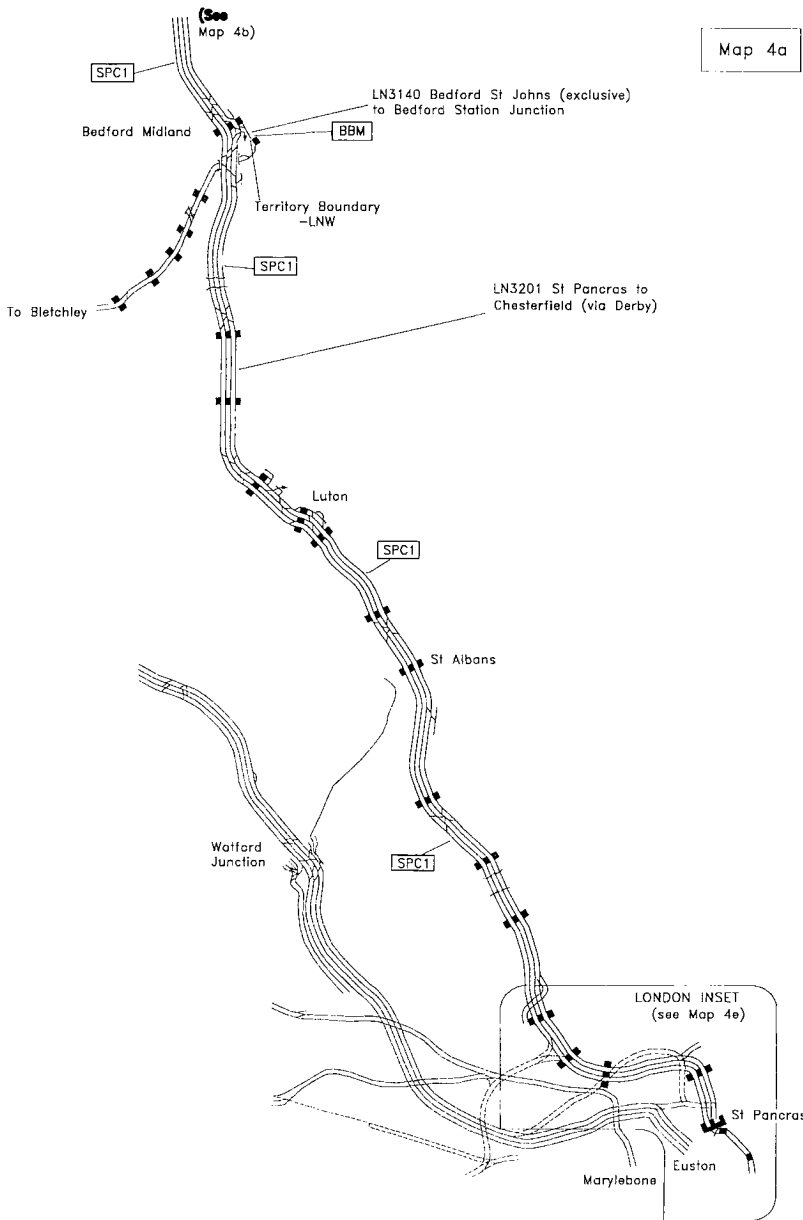 (See
Map 4b)
Map 4a
SPC1
LN3140 Bedford St Johns (exclusive)
to Bedford Station Junction
Bedford Midland
BBM
Territory Boundary
-LNW
SPC1
LN3201 St Pancras to
Chesterfield (via Derby)
To Bletchley
Luton
SPC1
St Albans
Watford
Junction
SPC1
LONDON INSET
(see Map 4e)
St Pancras
Euston
Marylebone